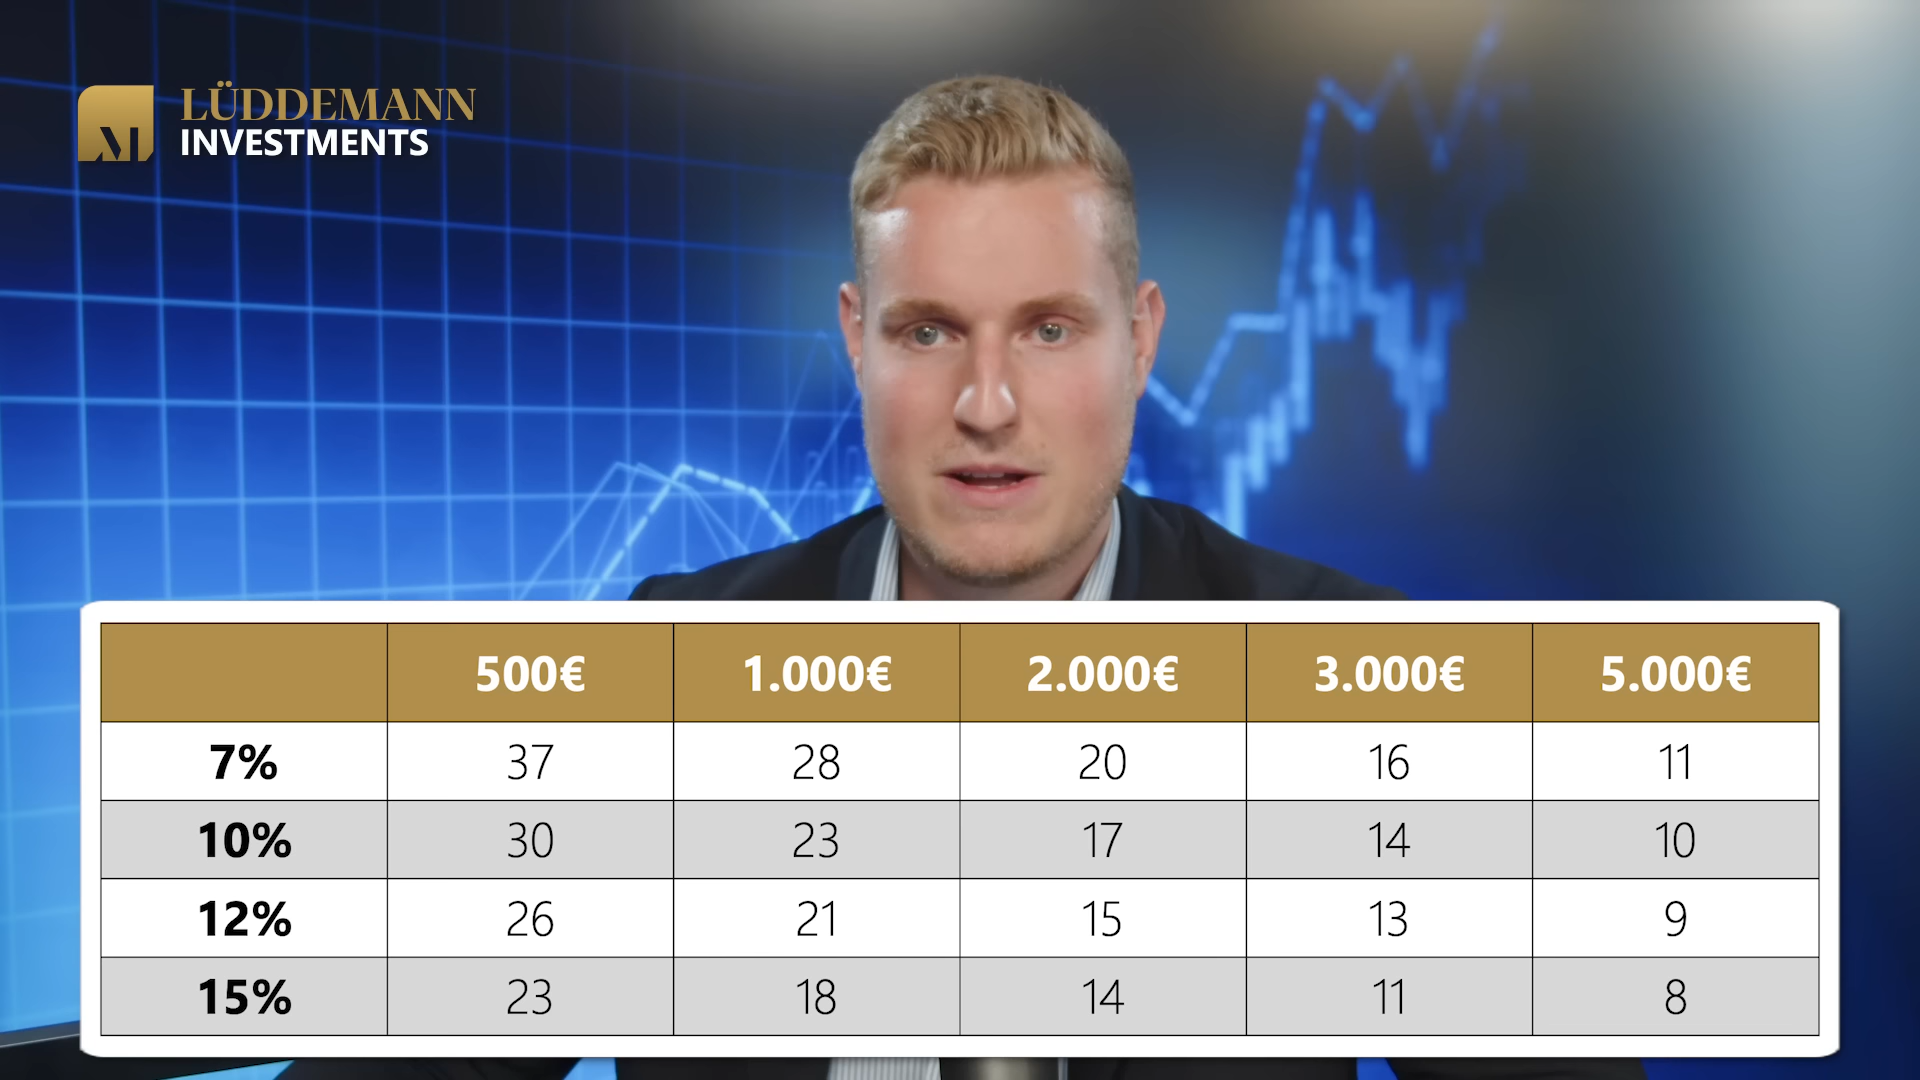 LÜDDEMANN
INVESTMENTS
500€ 1.000€ 2.000€ 3.000€ 5.000€
7% 37 28 20 16 11
10% 30 23 17 14 10
12% 26 21 15 13 9
15% 23 18 14 11 8